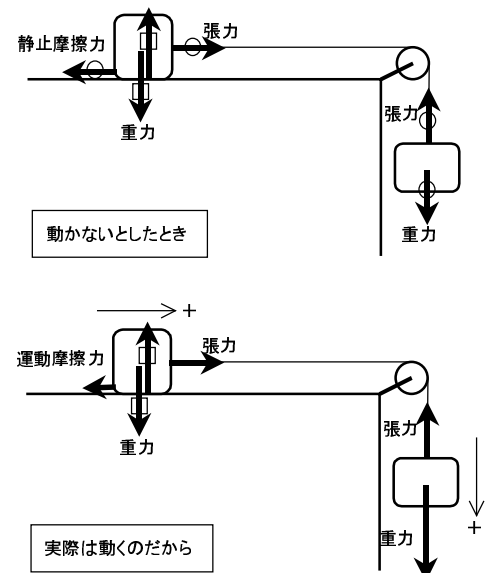 張力
静止摩擦力
張力
重力
重力
動かないとしたとき
+
張力
運動摩擦力
張力
重力
+
重力
実際は動くのだから